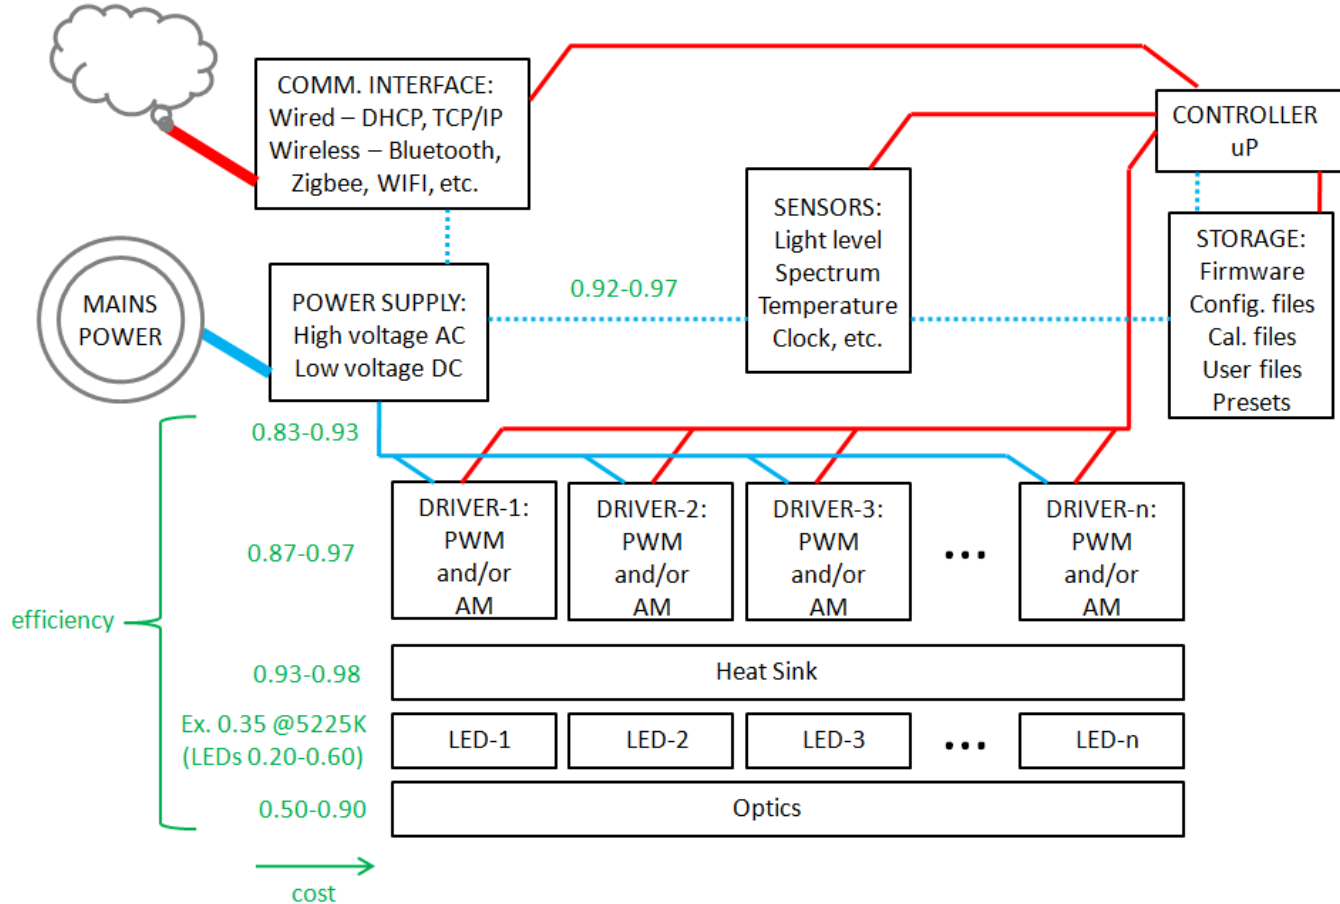 COMM. INTERFACE:
Wired – DHCP, TCP/IP
Wireless – Bluetooth,
Zigbee, WIFI, etc.
CONTROLLER
uP
SENSORS:
Light level
Spectrum
Temperature
Clock, etc.
STORAGE:
Firmware
Config. files
Cal. files
User files
Presets
MAINS
POWER
POWER SUPPLY:
High voltage AC
Low voltage DC
0.92-0.97
0.83-0.93
DRIVER-1:
PWM
and/or
AM
DRIVER-2:
PWM
and/or
AM
DRIVER-3:
PWM
and/or
AM
...
DRIVER-n:
PWM
and/or
AM
0.87-0.97
efficiency
0.93-0.98
Heat Sink
Ex. 0.35 @5225K
(LEDs 0.20-0.60)
LED-1
LED-2
LED-3
...
LED-n
0.50-0.90
Optics
cost